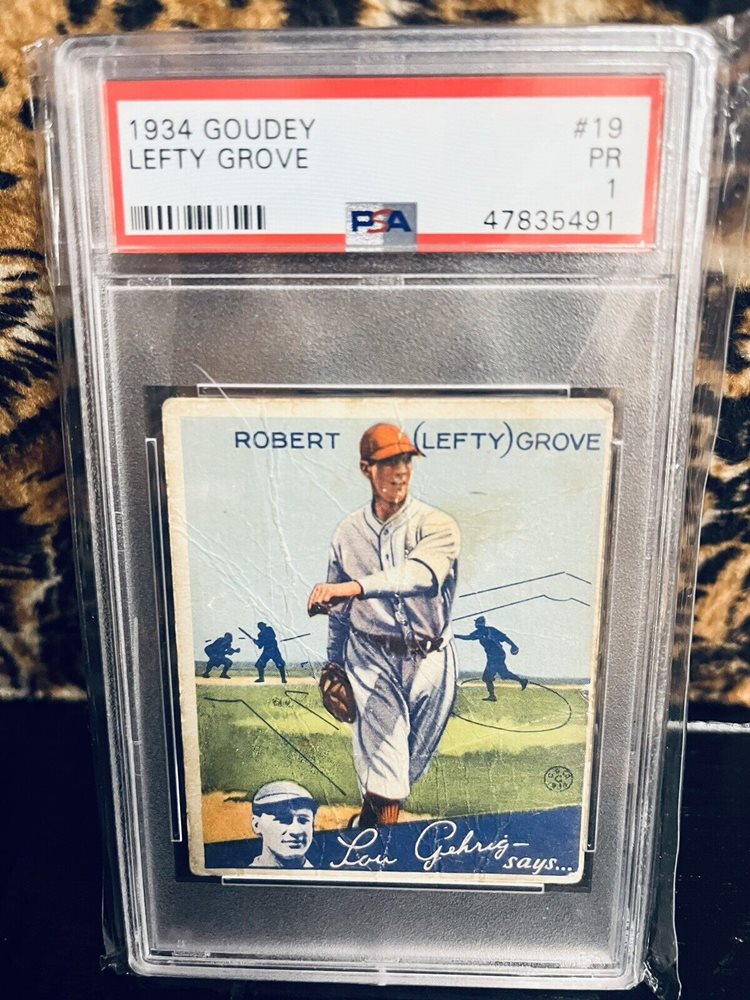 1934 GOUDEY #19
LEFTY GROVE PR
1
PSA 47835491
ROBERT (LEFTY) GROVE
Lou Gehrig-
says...